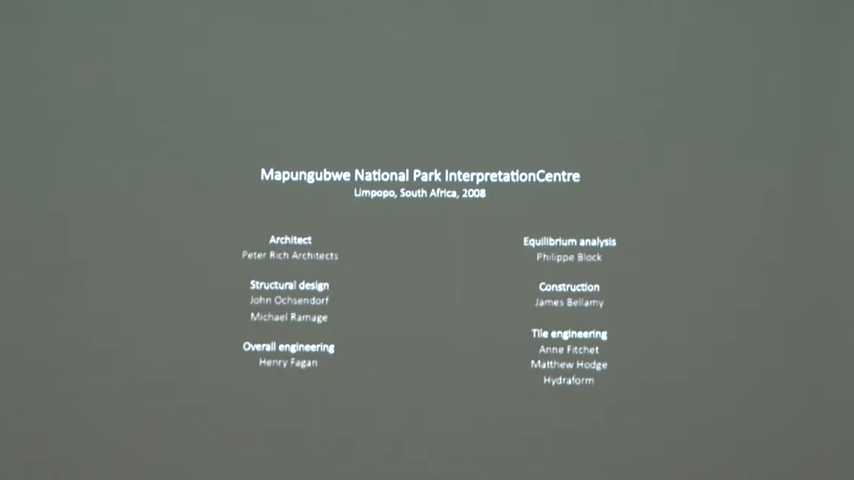 Mapungubwe National Park InterpretationCentre
Limpopo, South Africa, 2008
Architect
Peter Rich Architects
Structural design
John Ochsendorf
Michael Ramage
Overall engineering
Henry Fagan
Equilibrium analysis
Philippe Block
Construction
James Bellamy
Tile engineering
Anne Fitchet
Matthew Hodge
Hydraform